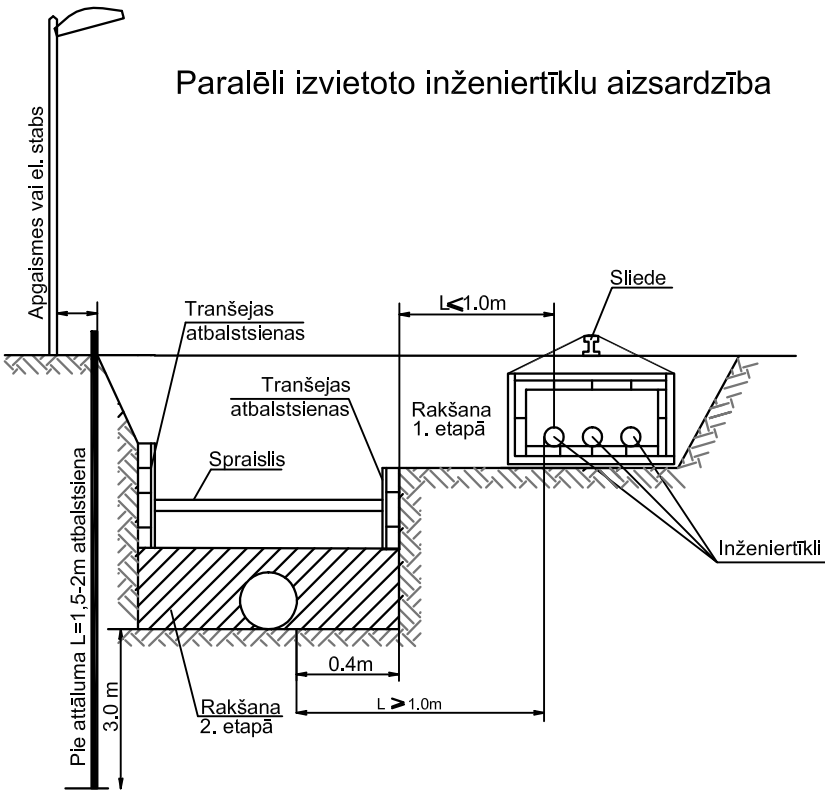 Paralēli izvietoto inženiertīklu aizsardzība
Apgaismes vai el. stabs
Tranšejas
atbalstsienas
Tranšejas
atbalstsienas
Spraislis
L<1.0m
Sliede
Rakšana
1. etapā
Inženiertīkli
Pie attāluma L=1,5-2m atbalstsiena
3.0 m
0.4m
L ⩾1.0m
Rakšana
2. etapā